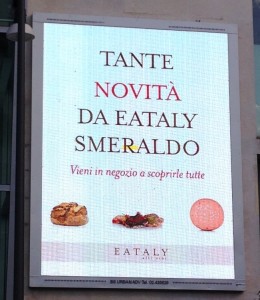 TANTE
NOVITÀ
DA EATALY
SMERALDO
Vieni in negozio a scoprirle tutte
EATALY